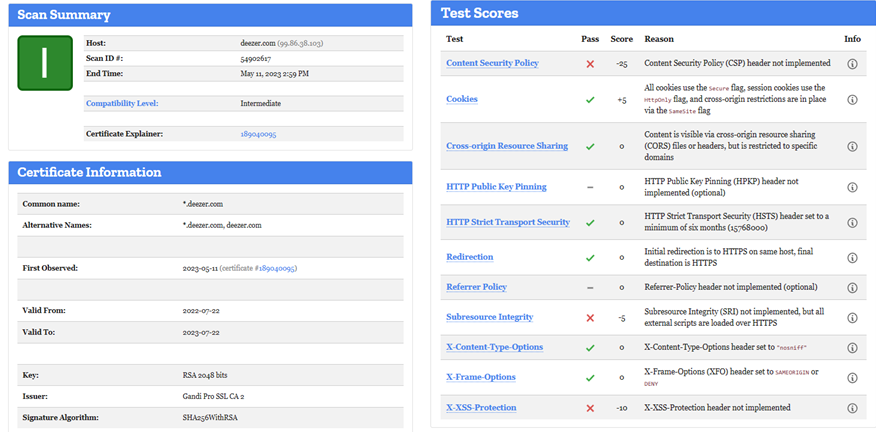 Scan Summary
I
Host: deezer.com (99.86.38.103)
Scan ID #: 54902617
End Time: May 11, 2023 2:59 PM
Compatibility Level: Intermediate
Certificate Explainer: 189040095
Certificate Information
Common name: *.deezer.com
Alternative Names: *.deezer.com, deezer.com
First Observed: 2023-05-11 (certificate #189040095)
Valid From: 2022-07-22
Valid To: 2023-07-22
Key: RSA 2048 bits
Issuer: Gandi Pro SSL CA 2
Signature Algorithm: SHA256WithRSA
Test Scores
Test Pass Score Reason Info
Content Security Policy -25 Content Security Policy (CSP) header not implemented
Cookies +5 All cookies use the Secure flag, session cookies use the
HttpOnly flag, and cross-origin restrictions are in place
via the SameSite flag
Cross-origin Resource Sharing 0 Content is visible via cross-origin resource sharing
(CORS) files or headers, but is restricted to specific
domains
HTTP Public Key Pinning – 0 HTTP Public Key Pinning (HPKP) header not
implemented (optional)
HTTP Strict Transport Security 0 HTTP Strict Transport Security (HSTS) header set to a
minimum of six months (15768000)
Redirection 0 Initial redirection is to HTTPS on same host, final
destination is HTTPS
Referrer Policy – 0 Referrer-Policy header not implemented (optional)
Subresource Integrity -5 Subresource Integrity (SRI) not implemented, but all
external scripts are loaded over HTTPS
X-Content-Type-Options 0 X-Content-Type-Options header set to "nosniff"
X-Frame-Options 0 X-Frame-Options (XFO) header set to SAMEORIGIN or
DENY
X-XSS-Protection -10 X-XSS-Protection header not implemented